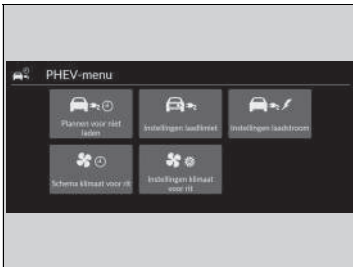 PHEV-menu
Plannen voor niet
laden
Instellingen laadlimiet
Instellingen laadstroom
Schema klimaat voor rit
Instellingen klimaat
voor rit